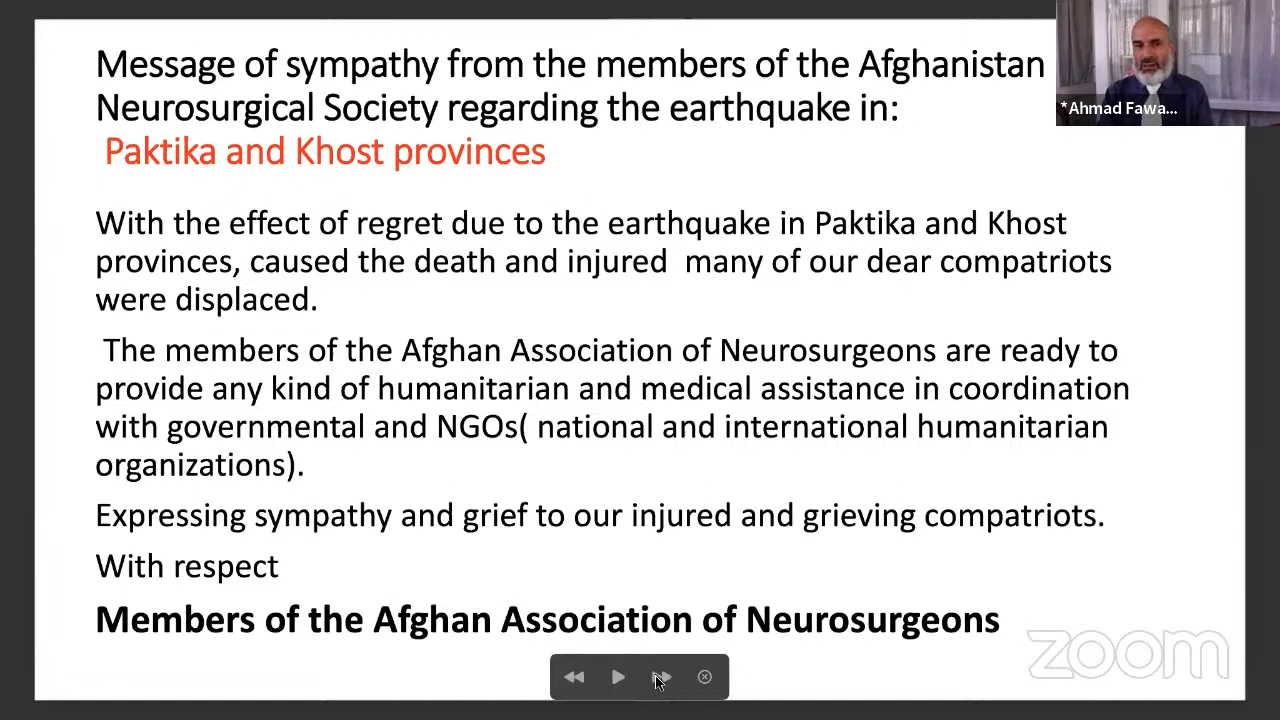 Message of sympathy from the members of the Afghanistan
Neurosurgical Society regarding the earthquake in:
Paktika and Khost provinces
*Ahmad Fawa...
With the effect of regret due to the earthquake in Paktika and Khost
provinces, caused the death and injured many of our dear compatriots
were displaced.
The members of the Afghan Association of Neurosurgeons are ready to
provide any kind of humanitarian and medical assistance in coordination
with governmental and NGOs( national and international humanitarian
organizations).
Expressing sympathy and grief to our injured and grieving compatriots.
With respect
Members of the Afghan Association of Neurosurgeons
zoom